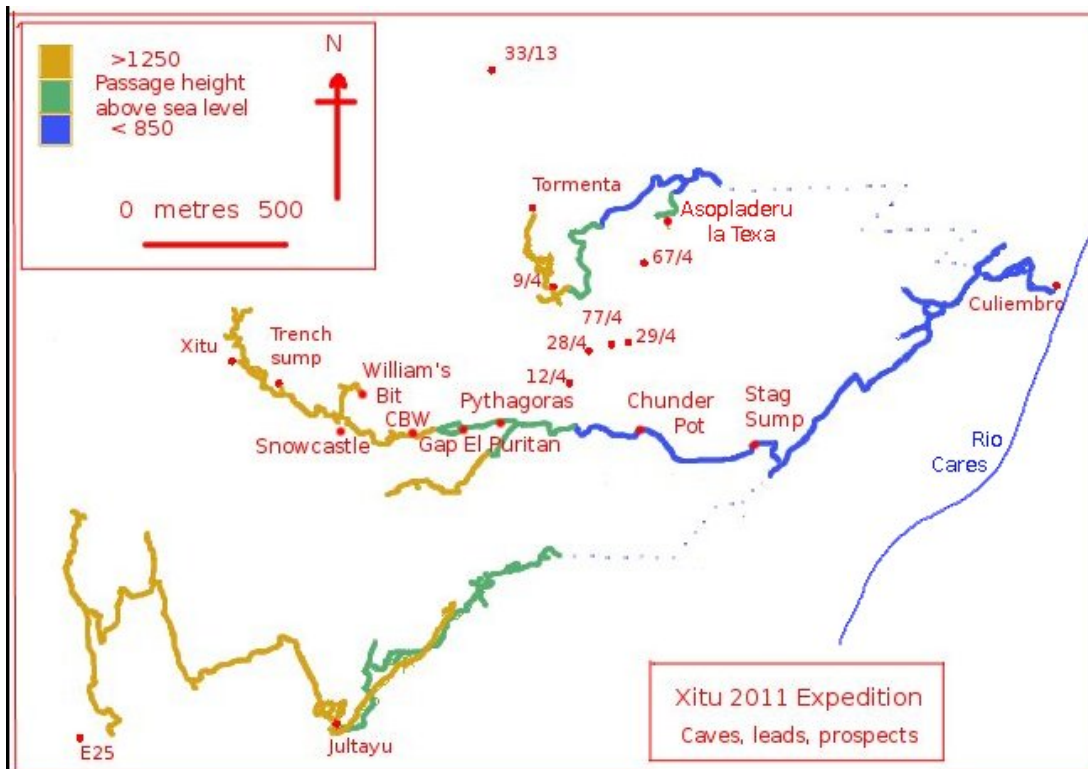 >1250
Passage height
above sea level
< 850
N
0 metres 500
33/13
Tormenta
Asopladeru
la Texa
67/4
9/4
77/4
28/4
29/4
12/4
Culiembro
Xitu
Trench
sump
William's
Bit
CBW
Pythagoras
Snowcastle
Gap El Puritan
Chunder
Pot
Stag
Sump
Rio
Cares
E25
Jultayu
Xitu 2011 Expedition
Caves, leads, prospects